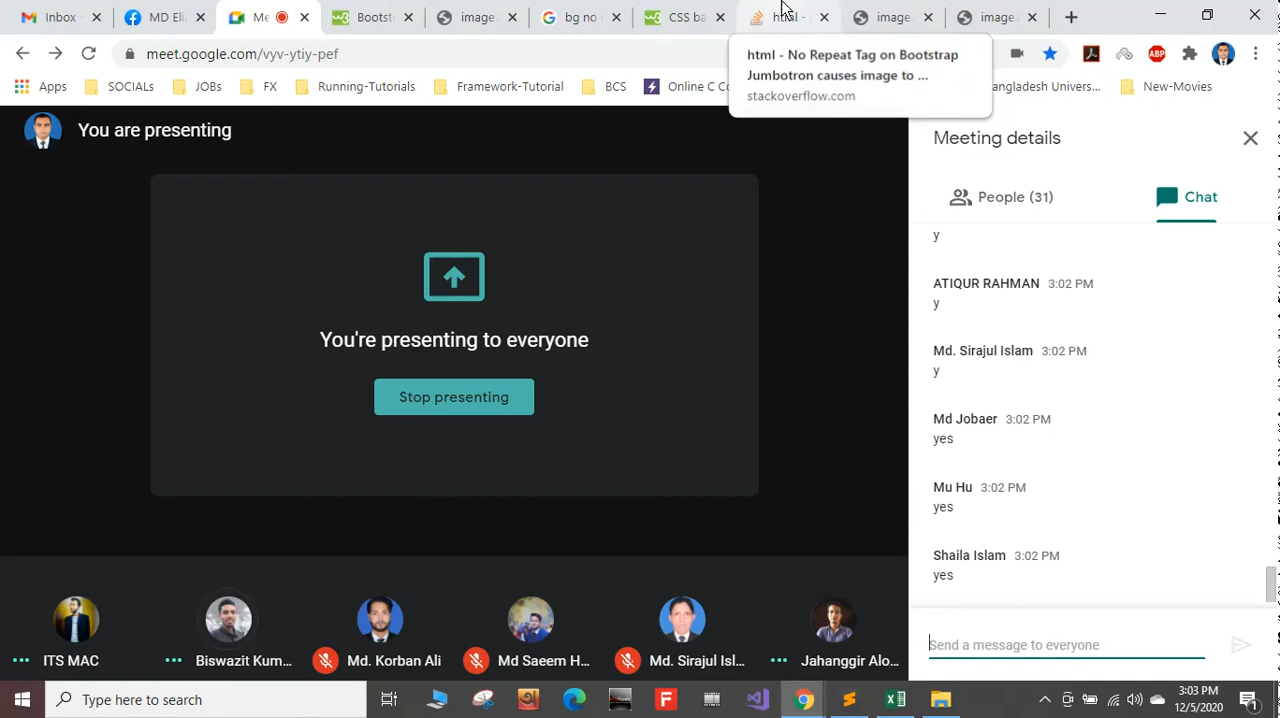 Inbox -
MD Eli
Me
Bootst
image.
bg no
CSS ba
html -
image.
image.
meet.google.com/vyv-ytiy-pef
html - No Repeat Tag on Bootstrap
Jumbotron causes image to ...
stackoverflow.com
ABP
Apps
SOCIALs
JOBs
FX
Running-Tutorials
Framework-Tutorial
BCS
Online C Co
angladesh Univers...
New-Movies
You are presenting
You're presenting to everyone
Stop presenting
Meeting details
People (31)
Chat
y
ATIQUR RAHMAN 3:02 PM
y
Md. Sirajul Islam 3:02 PM
y
Md Jobaer 3:02 PM
yes
Mu Hu 3:02 PM
yes
Shaila Islam 3:02 PM
yes
Send a message to everyone
ITS MAC
Biswazit Kum...
Md. Korban Ali
Md Saeem H...
Md. Sirajul Isl...
Jahanggir Alo...
Type here to search
3:03 PM
12/5/2020
1